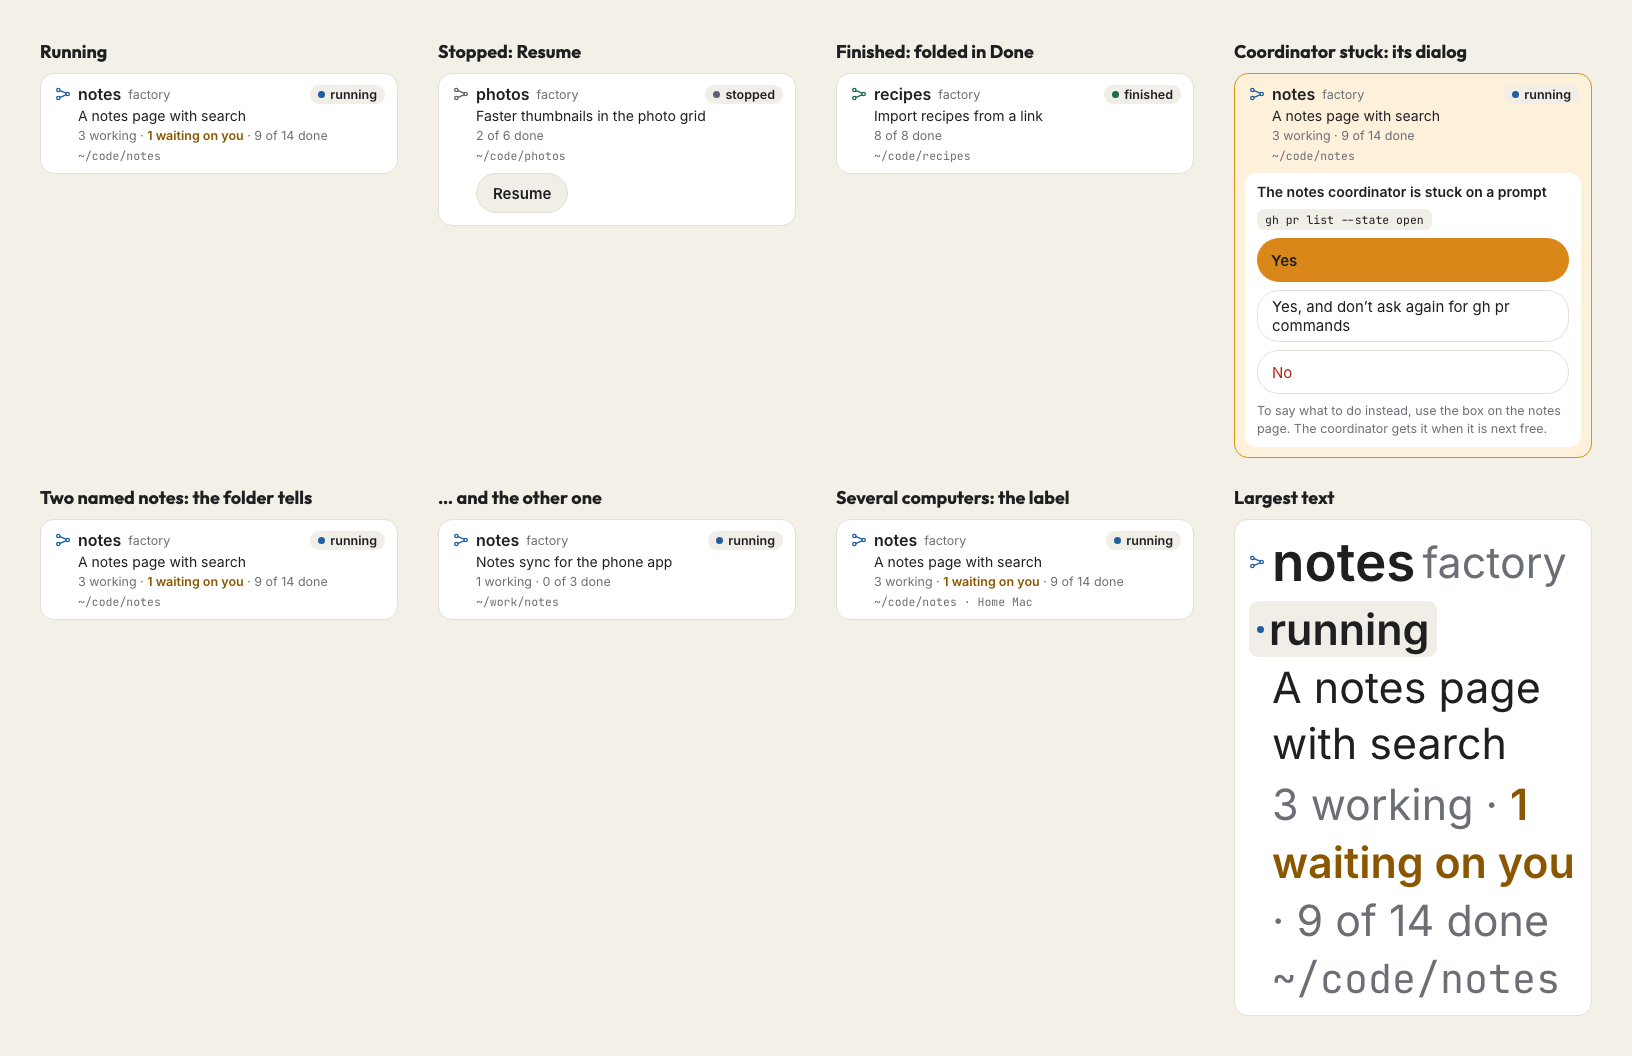 Running
notes factory running
A notes page with search
3 working · 1 waiting on you · 9 of 14 done
~/code/notes
Stopped: Resume
photos factory stopped
Faster thumbnails in the photo grid
2 of 6 done
~/code/photos
Resume
Finished: folded in Done
recipes factory finished
Import recipes from a link
8 of 8 done
~/code/recipes
Coordinator stuck: its dialog
notes factory running
A notes page with search
3 working · 9 of 14 done
~/code/notes
The notes coordinator is stuck on a prompt
gh pr list --state open
Yes
Yes, and don’t ask again for gh pr
commands
No
To say what to do instead, use the box on the notes
page. The coordinator gets it when it is next free.
Two named notes: the folder tells
notes factory running
A notes page with search
3 working · 1 waiting on you · 9 of 14 done
~/code/notes
... and the other one
notes factory running
Notes sync for the phone app
1 working · 0 of 3 done
~/work/notes
Several computers: the label
notes factory running
A notes page with search
3 working · 1 waiting on you · 9 of 14 done
~/code/notes · Home Mac
Largest text
notes factory
running
A notes page
with search
3 working · 1
waiting on you
· 9 of 14 done
~/code/notes